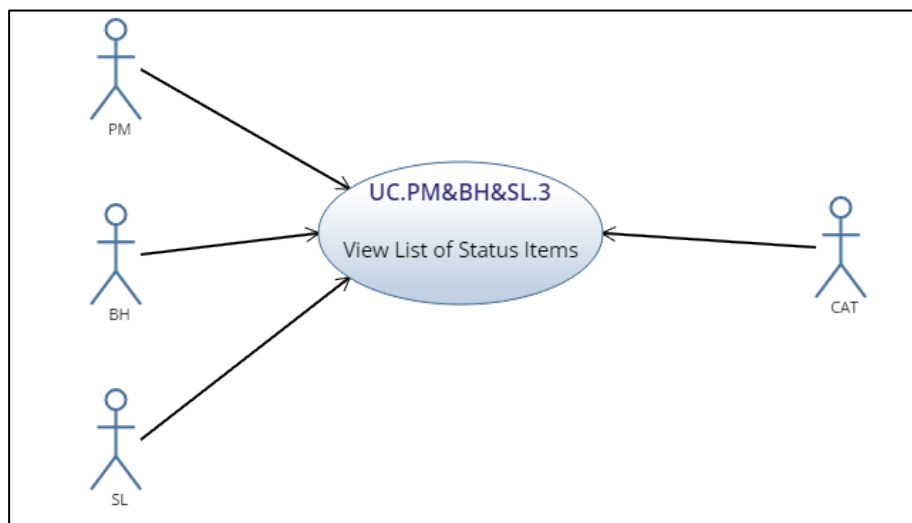 PM
UC.PM&BH&SL.3
View List of Status Items
BH
CAT
SL